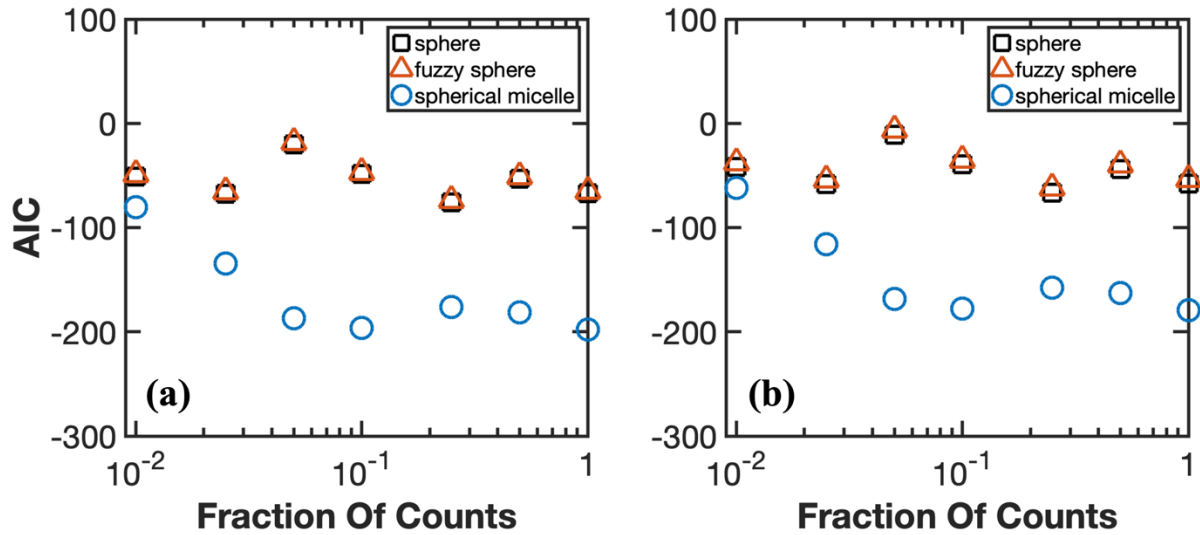 100
0
-100
-200
-300
AIC
10-2
10-1
1
Fraction Of Counts
sphere
fuzzy sphere
spherical micelle
(a)
100
0
-100
-200
-300
10-2
10-1
1
Fraction Of Counts
sphere
fuzzy sphere
spherical micelle
(b)